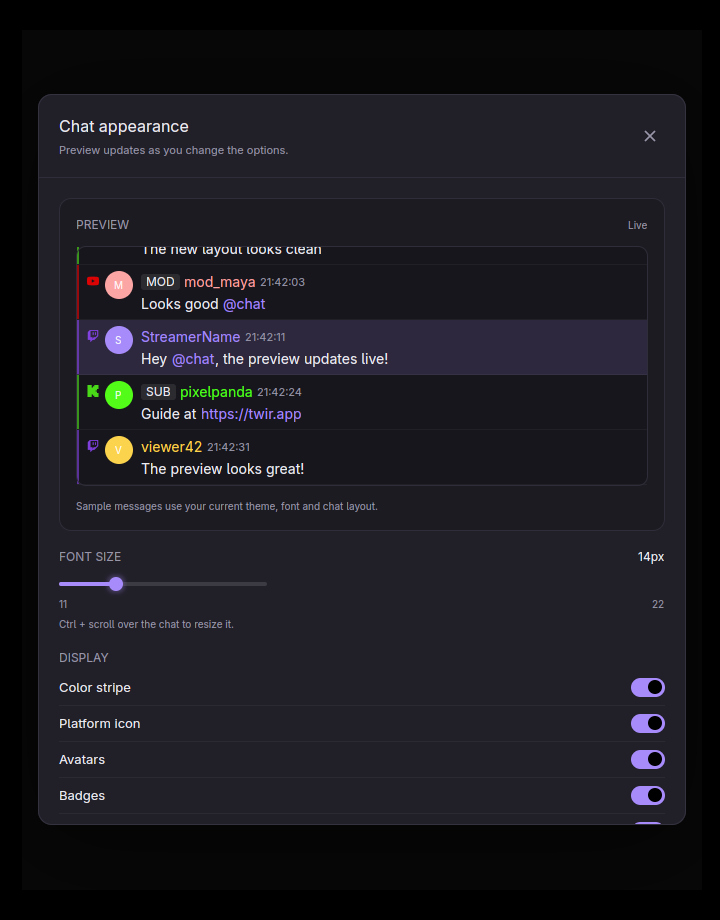 Chat appearance
Preview updates as you change the options.
PREVIEW
Live
The new layout looks clean
M
MOD mod_maya 21:42:03
Looks good @chat
S
StreamerName 21:42:11
Hey @chat, the preview updates live!
P
SUB pixelpanda 21:42:24
Guide at https://twir.app
V
viewer42 21:42:31
The preview looks great!
Sample messages use your current theme, font and chat layout.
FONT SIZE
14px
11
22
Ctrl + scroll over the chat to resize it.
DISPLAY
Color stripe
Platform icon
Avatars
Badges